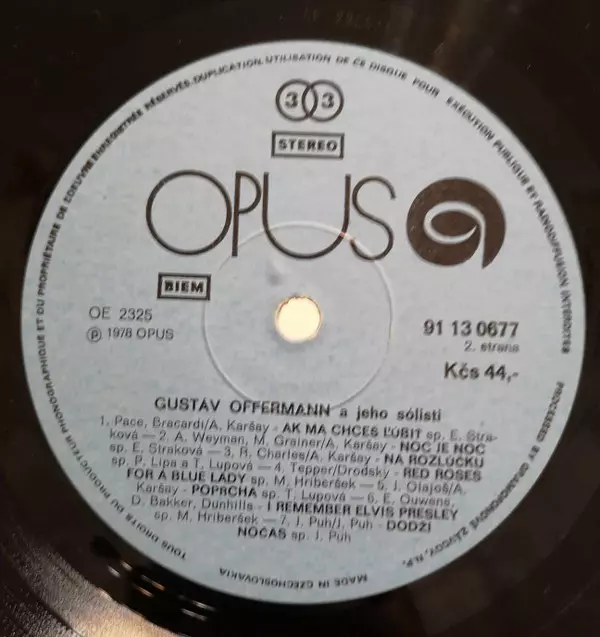 TOUS DROITS DU PRODUCTEUR PHONOGRAPHIQUE ET DU PROPRIÉTAIRE DE L'OEUVRE ENREGISTRÉE RÉSERVÉS. DUPLICATION, UTILISATION DE CE DISQUE POUR EXÉCUTION PUBLIQUE ET RADIODIFFUSION INTERDITES
33
STEREO
OPUS
BIEM
OE 2325
℗ 1978 OPUS
91 13 0677
2. strana
Kčs 44,-
GUSTÁV OFFERMANN a jeho sólisti
1. Pace, Bracardi/A. Karšay - AK MA CHCEŠ ĽÚBIŤ sp. E. Stra-
ková — 2. A. Weyman, M. Grainer/A. Karšay - NOC JE NOC
sp. E. Straková — 3. R. Charles/A. Karšay - NA ROZLÚČKU
sp. P. Lipa a T. Lupová — 4. Tepper/Brodsky - RED ROSES
FOR A BLUE LADY sp. M. Hriberšek — 5. J. Olajoš/A.
Karšay - POPŔCHA sp. T. Lupová — 6. E. Ouwens,
D. Bakker, Dunhills - I REMEMBER ELVIS PRESLEY
sp. M. Hriberšek — 7. J. Puh/J. Puh - DODŽI
NOČAS sp. J. Puh
PROCESSED BY GRAMOFONOVÉ ZÁVODY, N.P.
MADE IN CZECHOSLOVAKIA